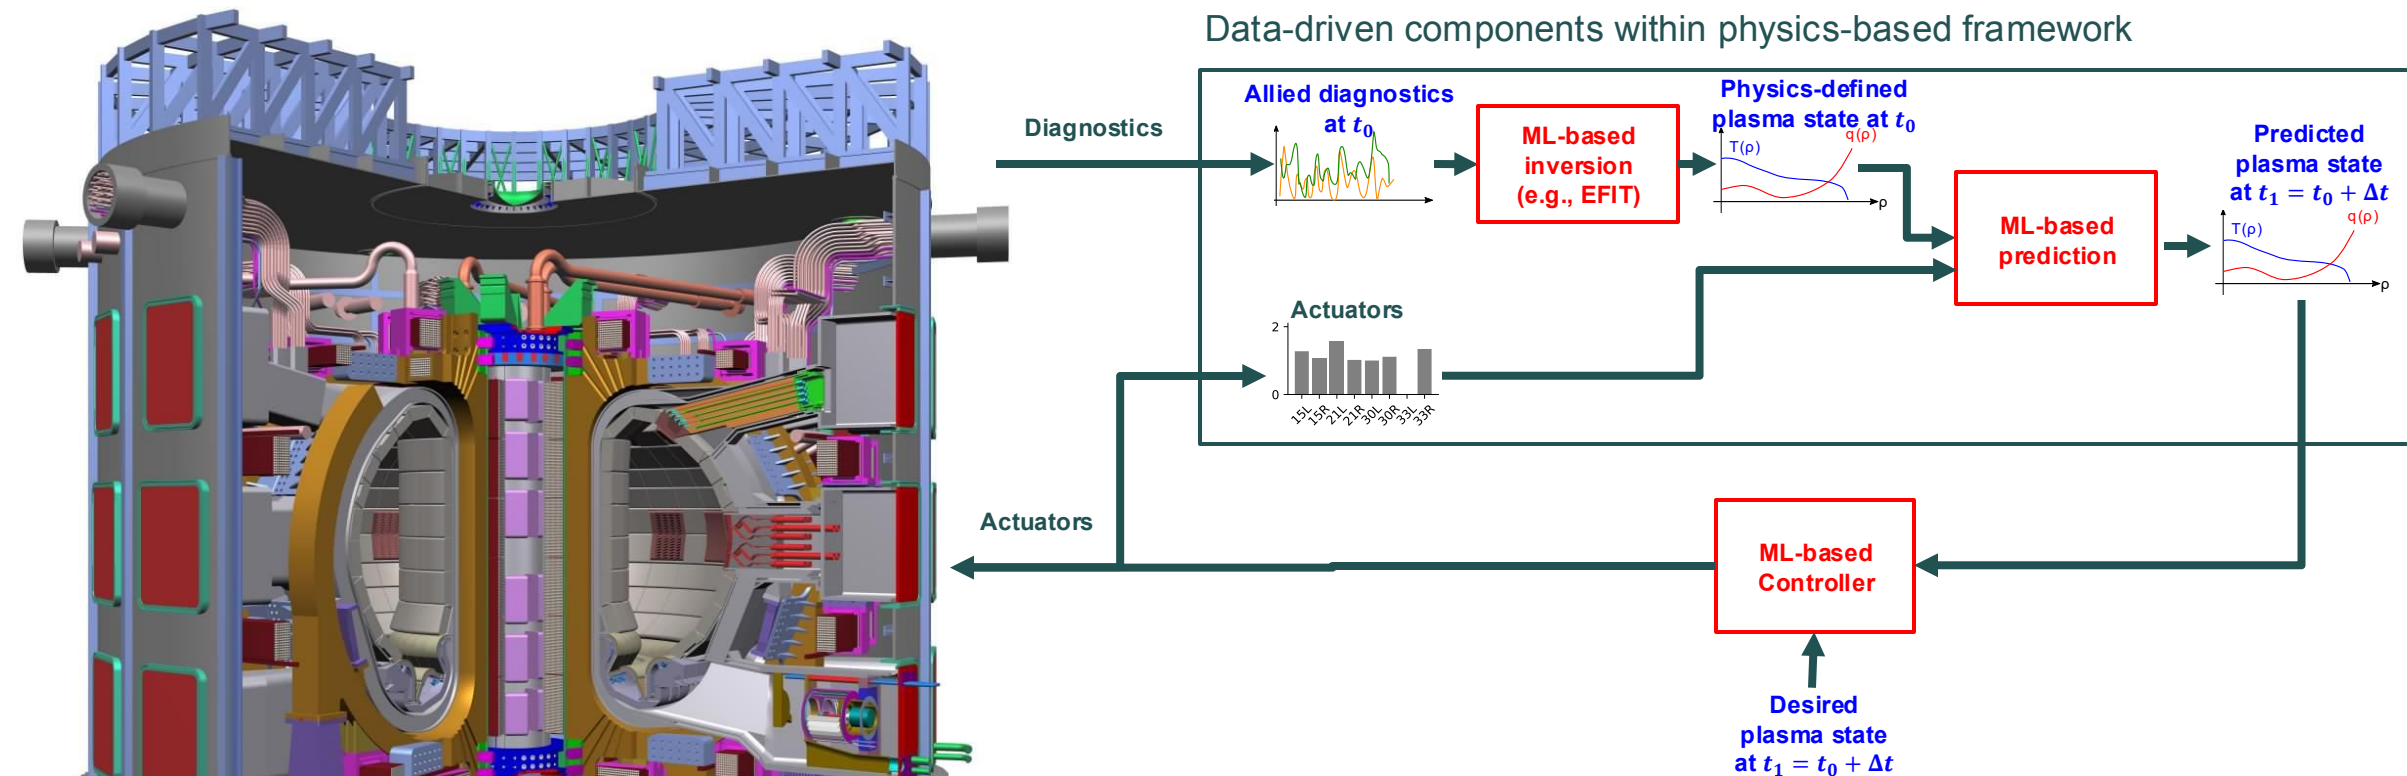 Data-driven components within physics-based framework
Diagnostics
Allied diagnostics
at t₀
ML-based
inversion
(e.g., EFIT)
Physics-defined
plasma state at t₀
T(ρ)
q(ρ)
ρ
ML-based
prediction
Predicted
plasma state
at t₁ = t₀ + Δt
T(ρ)
q(ρ)
ρ
Actuators
2
0
15L
15R
21L
21R
30L
30R
33L
33R
Actuators
ML-based
Controller
Desired
plasma state
at t₁ = t₀ + Δt